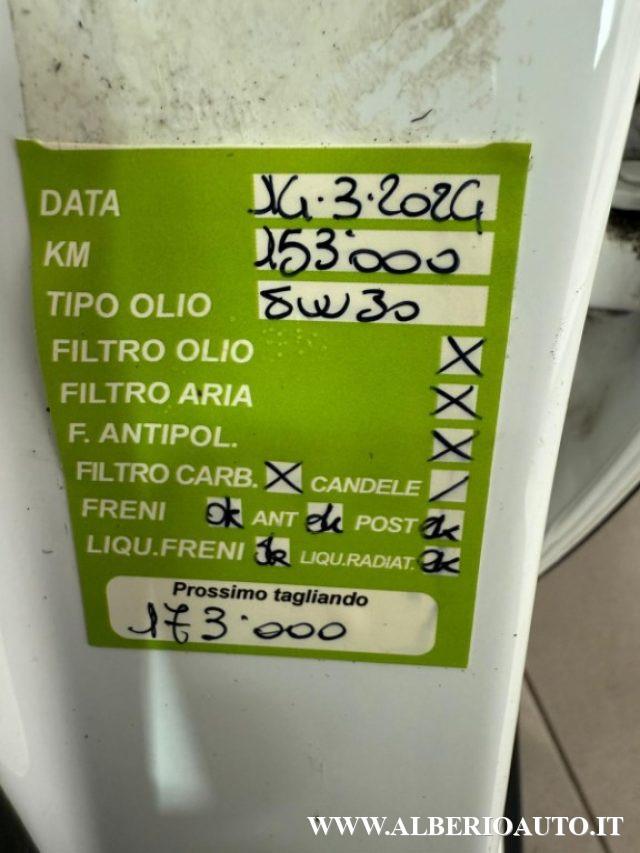 DATA 14.3.2024
KM 153.000
TIPO OLIO 5W30
FILTRO OLIO X
FILTRO ARIA X
F. ANTIPOL. X
FILTRO CARB. X CANDELE /
FRENI ok ANT ok POST ok
LIQU.FRENI ok LIQU.RADIAT. ok
Prossimo tagliando
173.000
WWW.ALBERIOAUTO.IT